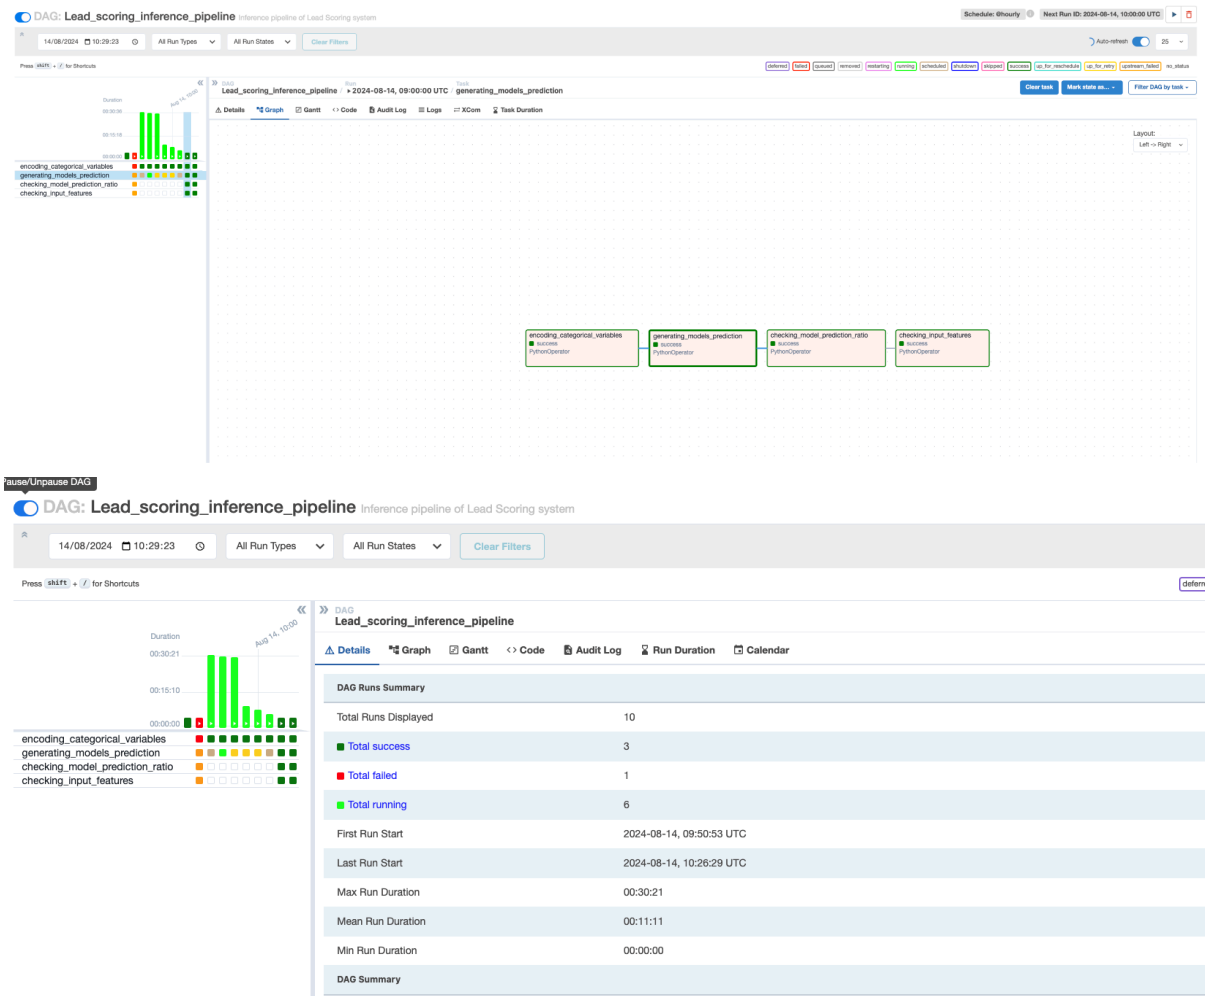 DAG: Lead_scoring_inference_pipeline Inference pipeline of Lead Scoring system
Schedule: @hourly Next Run ID: 2024-08-14, 10:00:00 UTC
14/08/2024 10:29:23 All Run Types All Run States Clear Filters Auto-refresh 25
Press shift + / for Shortcuts
deferred failed queued removed restarting running scheduled shutdown skipped success up_for_reschedule up_for_retry upstream_failed no_status
DAG Run Task
Lead_scoring_inference_pipeline / 2024-08-14, 09:00:00 UTC / generating_models_prediction
Clear task Mark state as... Filter DAG by task
Details Graph Gantt Code Audit Log Logs XCom Task Duration
Duration
Aug 14, 10:00
00:30:36
00:15:18
00:00:00
encoding_categorical_variables
generating_models_prediction
checking_model_prediction_ratio
checking_input_features
Layout:
Left -> Right
encoding_categorical_variables
success
PythonOperator
generating_models_prediction
success
PythonOperator
checking_model_prediction_ratio
success
PythonOperator
checking_input_features
success
PythonOperator
Pause/Unpause DAG
DAG: Lead_scoring_inference_pipeline Inference pipeline of Lead Scoring system
14/08/2024 10:29:23 All Run Types All Run States Clear Filters
Press shift + / for Shortcuts
deferr
DAG
Lead_scoring_inference_pipeline
Details Graph Gantt Code Audit Log Run Duration Calendar
Duration
Aug 14, 10:00
00:30:21
00:15:10
00:00:00
encoding_categorical_variables
generating_models_prediction
checking_model_prediction_ratio
checking_input_features
DAG Runs Summary
Total Runs Displayed 10
Total success 3
Total failed 1
Total running 6
First Run Start 2024-08-14, 09:50:53 UTC
Last Run Start 2024-08-14, 10:26:29 UTC
Max Run Duration 00:30:21
Mean Run Duration 00:11:11
Min Run Duration 00:00:00
DAG Summary